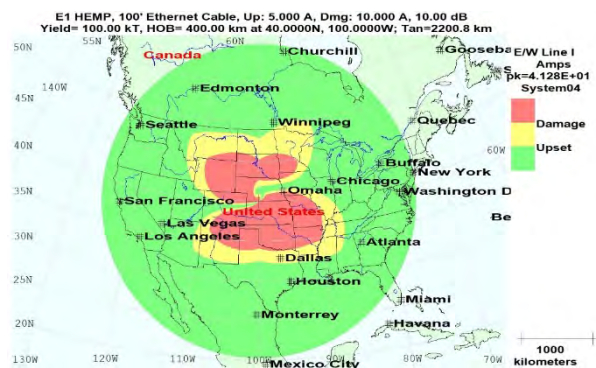 E1 HEMP, 100' Ethernet Cable, Up: 5.000 A, Dmg: 10.000 A, 10.00 dB
Yield= 100.00 kT, HOB= 400.00 km at 40.0000N, 100.0000W; Tan=2200.8 km
50N
55N
60N
Canada
Churchill
Gooseba
E/W Line I
Amps
pk=4.128E+01
System04
140W
Edmonton
45N
Seattle
Winnipeg
Quebec
Damage
Upset
40N
60W
Buffalo
New York
Chicago
Omaha
Washington D
35N
San Francisco
United States
Be
Las Vegas
30N
Los Angeles
Atlanta
Dallas
25N
Houston
Miami
20N
Monterrey
Havana
1000
kilometers
130W
120W
110W
100W
Mexico City
90W
80W
70W